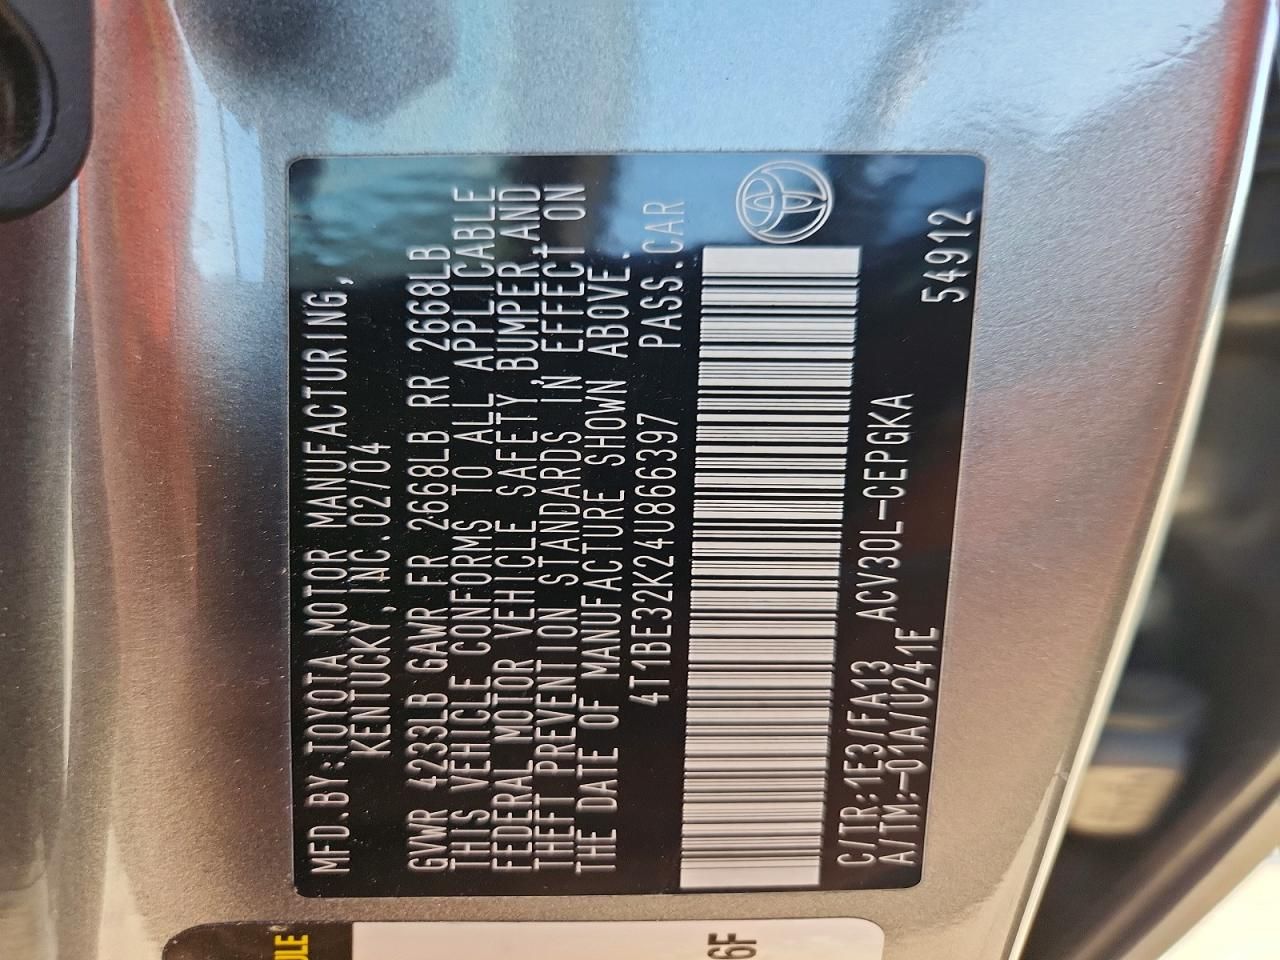 MFD.BY:TOYOTA MOTOR MANUFACTURING,
KENTUCKY,INC.02/04
GVWR 4233LB GAWR FR 2668LB RR 2668LB
THIS VEHICLE CONFORMS TO ALL APPLICABLE
FEDERAL MOTOR VEHICLE SAFETY, BUMPER, AND
THEFT PREVENTION STANDARDS IN EFFECT ON
THE DATE OF MANUFACTURE SHOWN ABOVE.
4T1BE32K24U866397 PASS.CAR
C/TR:1E3/FA13 ACV30L-CEPGKA
A/TM:-01A/U241E
54912